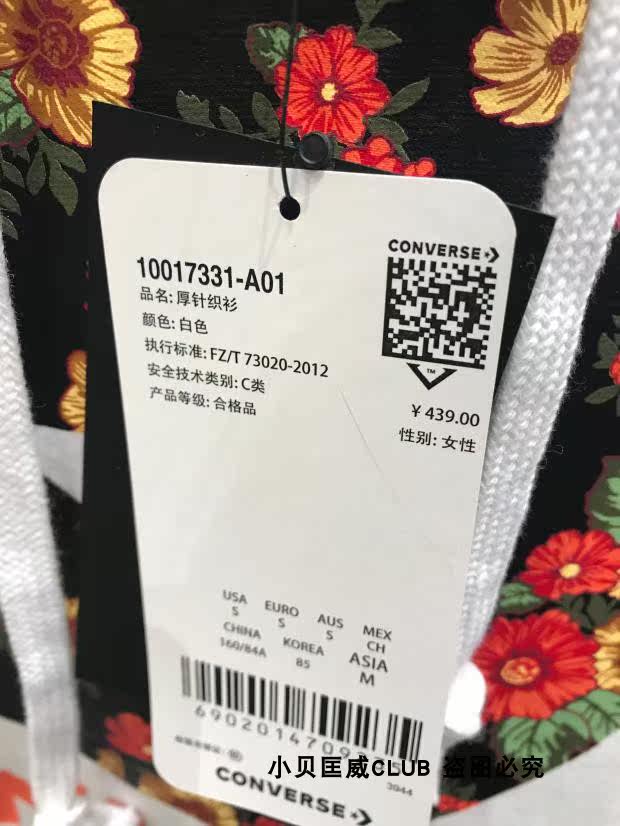 CONVERSE
10017331-A01
品名: 厚针织衫
颜色: 白色
执行标准: FZ/T 73020-2012
安全技术类别: C类
产品等级: 合格品
TM
¥ 439.00
性别: 女性
USA EURO AUS MEX
S S S CH
CHINA KOREA ASIA
160/84A 85 M
小贝匡威CLUB 盗图必究
3044
CONVERSE